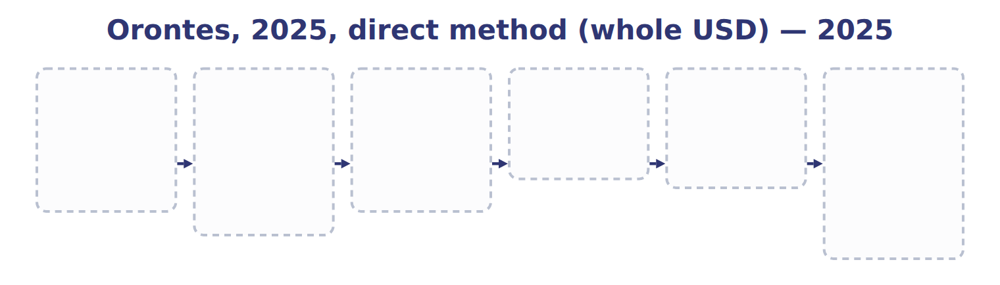 Orontes, 2025, direct method (whole USD) — 2025